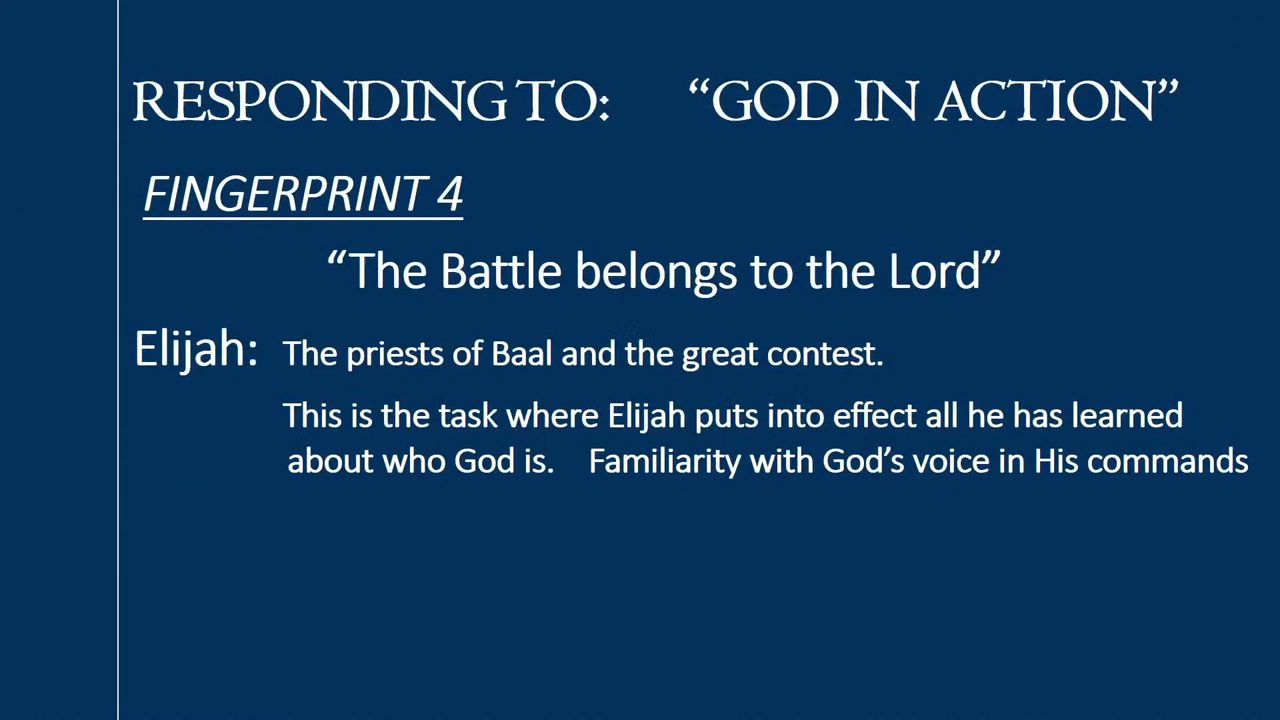 RESPONDING TO: “GOD IN ACTION”
FINGERPRINT 4
“The Battle belongs to the Lord”
Elijah: The priests of Baal and the great contest.
This is the task where Elijah puts into effect all he has learned
about who God is. Familiarity with God’s voice in His commands